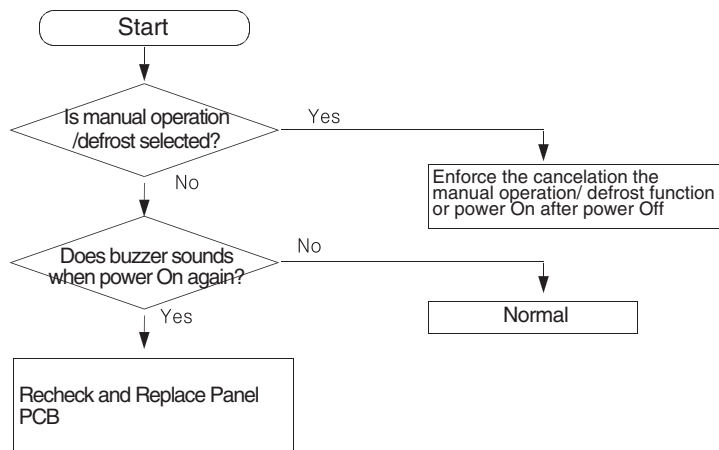 Start
Is manual operation
/defrost selected?
Yes
Enforce the cancelation the
manual operation/ defrost function
or power On after power Off
No
Does buzzer sounds
when power On again?
No
Normal
Yes
Recheck and Replace Panel
PCB